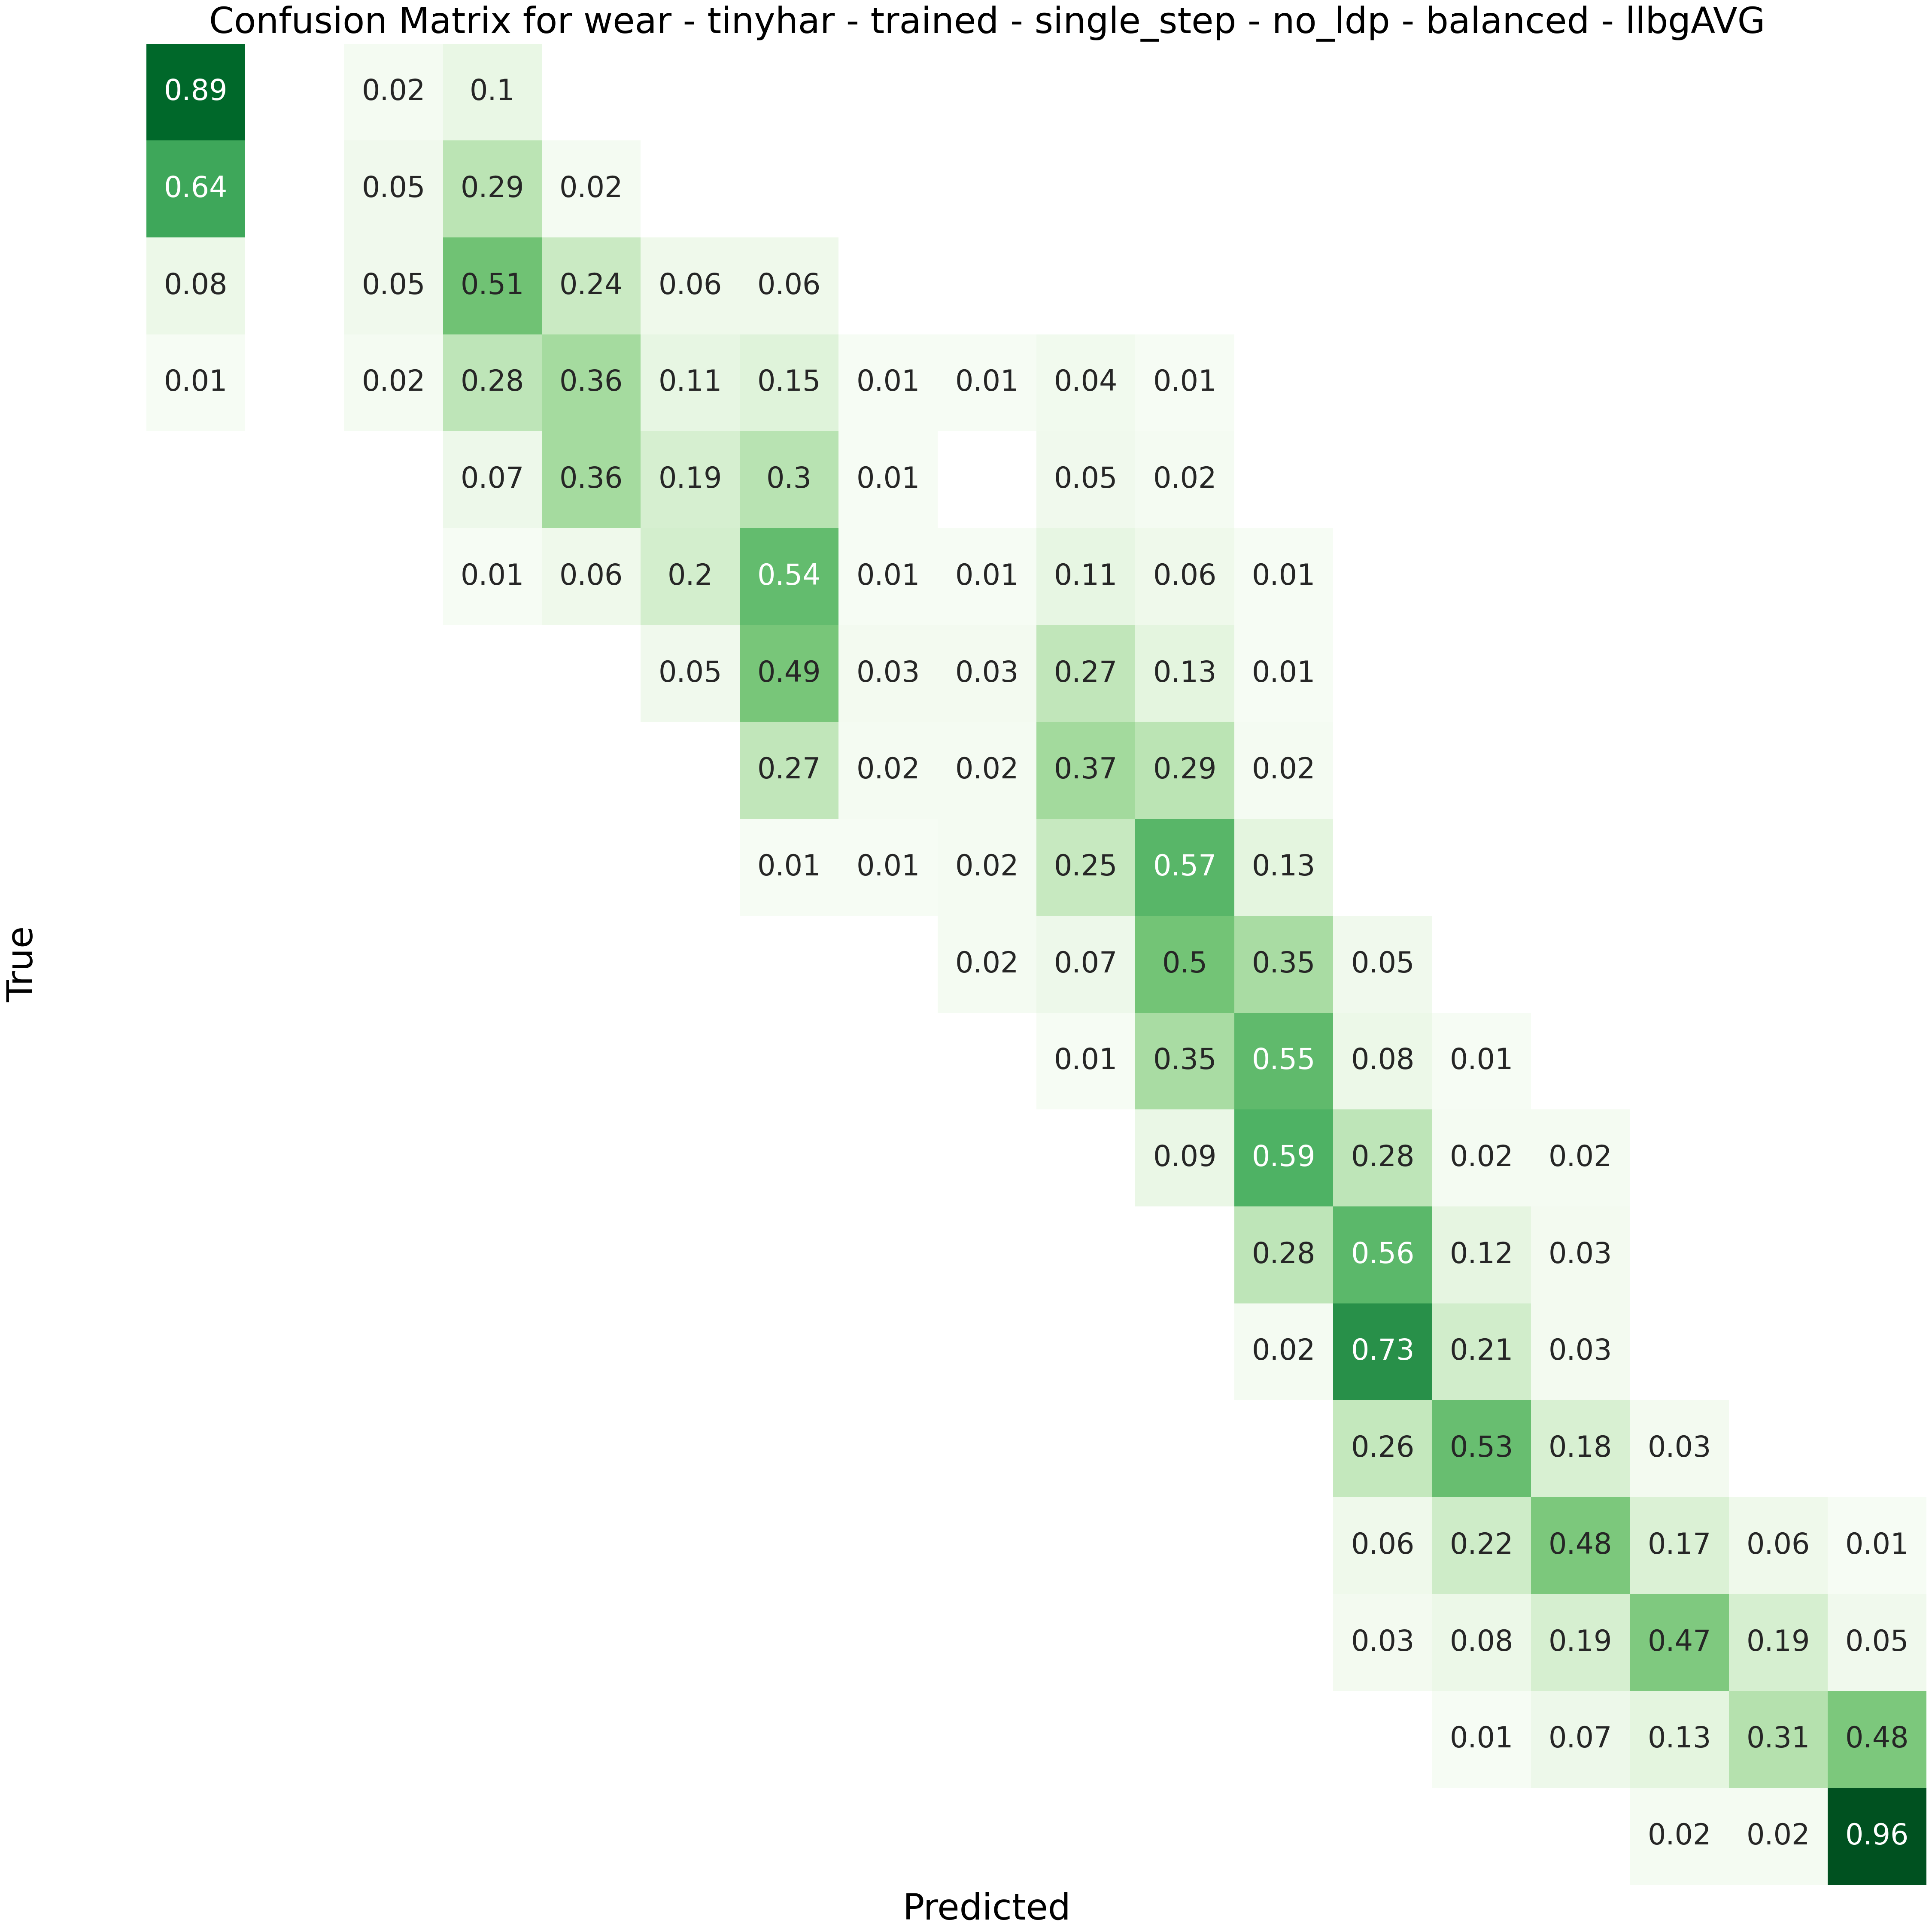 Confusion Matrix for wear - tinyhar - trained - single_step - no_ldp - balanced - llbgAVG
0.89 0.02 0.1
0.64 0.05 0.29 0.02
0.08 0.05 0.51 0.24 0.06 0.06
0.01 0.02 0.28 0.36 0.11 0.15 0.01 0.01 0.04 0.01
0.07 0.36 0.19 0.3 0.01 0.05 0.02
0.01 0.06 0.2 0.54 0.01 0.01 0.11 0.06 0.01
0.05 0.49 0.03 0.03 0.27 0.13 0.01
0.27 0.02 0.02 0.37 0.29 0.02
0.01 0.01 0.02 0.25 0.57 0.13
True
0.02 0.07 0.5 0.35 0.05
0.01 0.35 0.55 0.08 0.01
0.09 0.59 0.28 0.02 0.02
0.28 0.56 0.12 0.03
0.02 0.73 0.21 0.03
0.26 0.53 0.18 0.03
0.06 0.22 0.48 0.17 0.06 0.01
0.03 0.08 0.19 0.47 0.19 0.05
0.01 0.07 0.13 0.31 0.48
0.02 0.02 0.96
Predicted